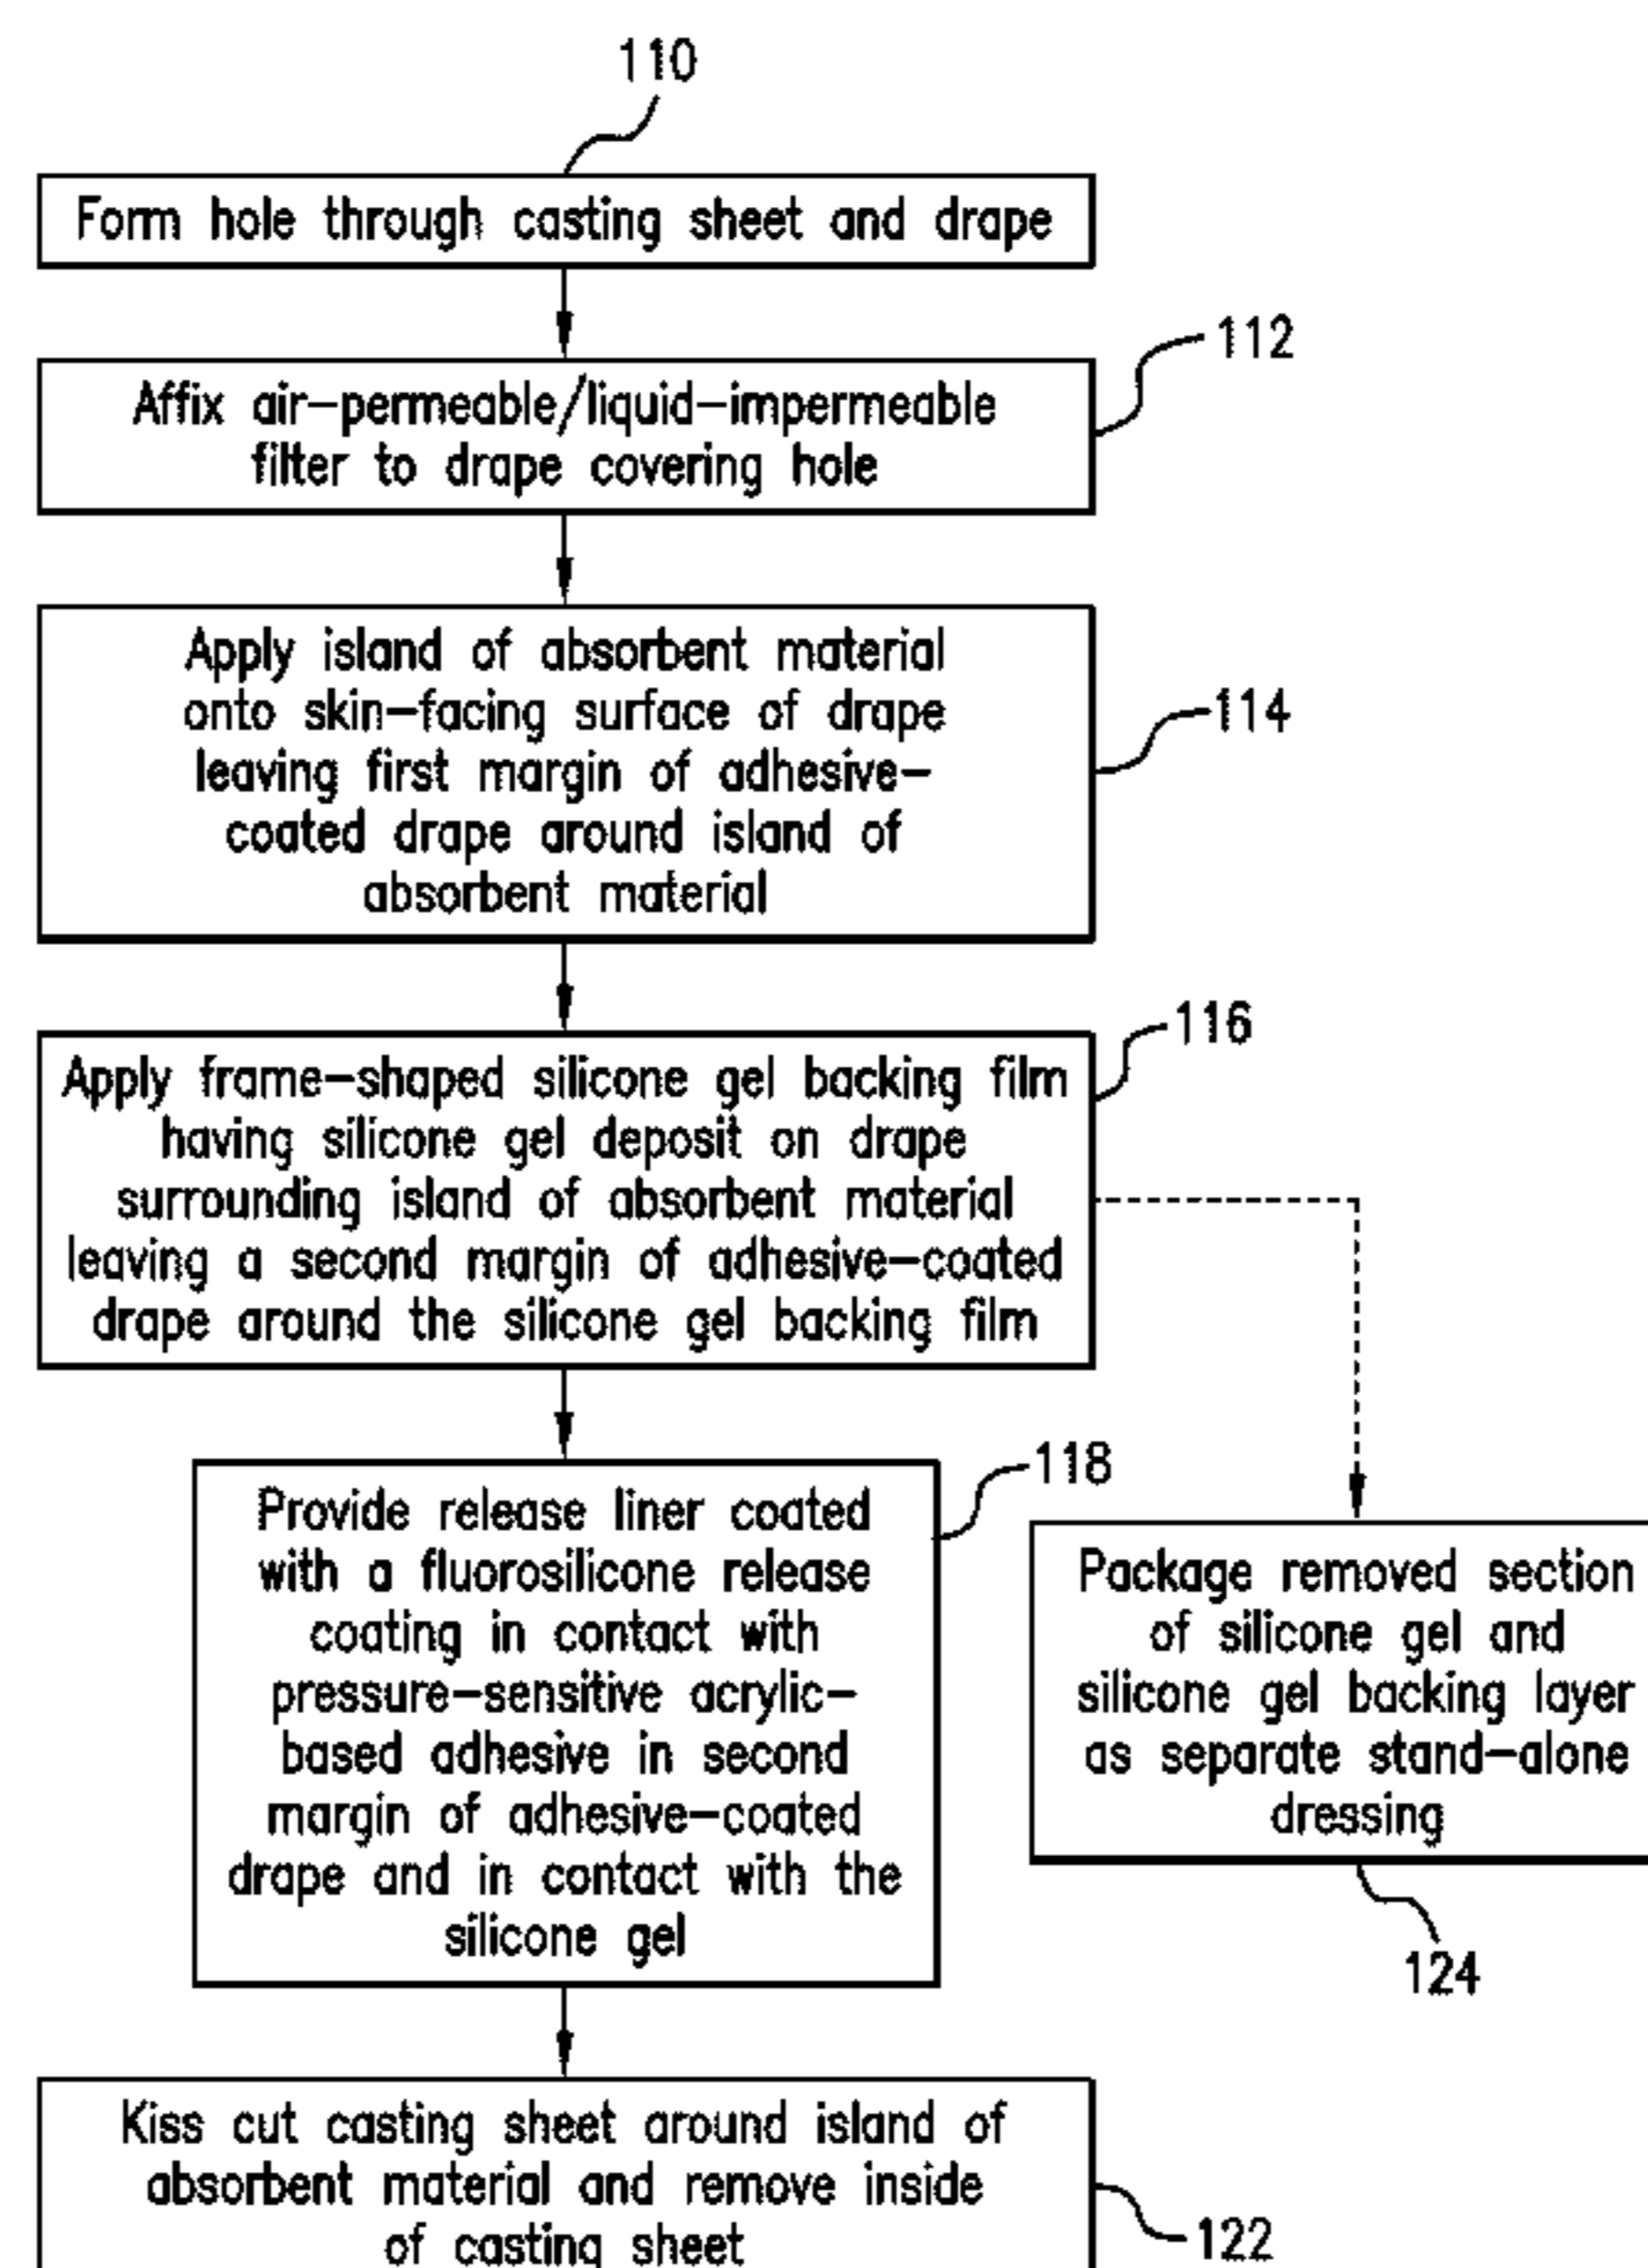 110
Form hole through casting sheet and drape
112
Affix air-permeable/liquid-impermeable
filter to drape covering hole
Apply island of absorbent material
onto skin-facing surface of drape
leaving first margin of adhesive-
coated drape around island of
absorbent material
114
116
Apply frame-shaped silicone gel backing film
having silicone gel deposit on drape
surrounding island of absorbent material
leaving a second margin of adhesive-coated
drape around the silicone gel backing film
118
Provide release liner coated
with a fluorosilicone release
coating in contact with
pressure-sensitive acrylic-
based adhesive in second
margin of adhesive-coated
drape and in contact with the
silicone gel
Package removed section
of silicone gel and
silicone gel backing layer
as separate stand-alone
dressing
124
Kiss cut casting sheet around island of
absorbent material and remove inside
of casting sheet
122